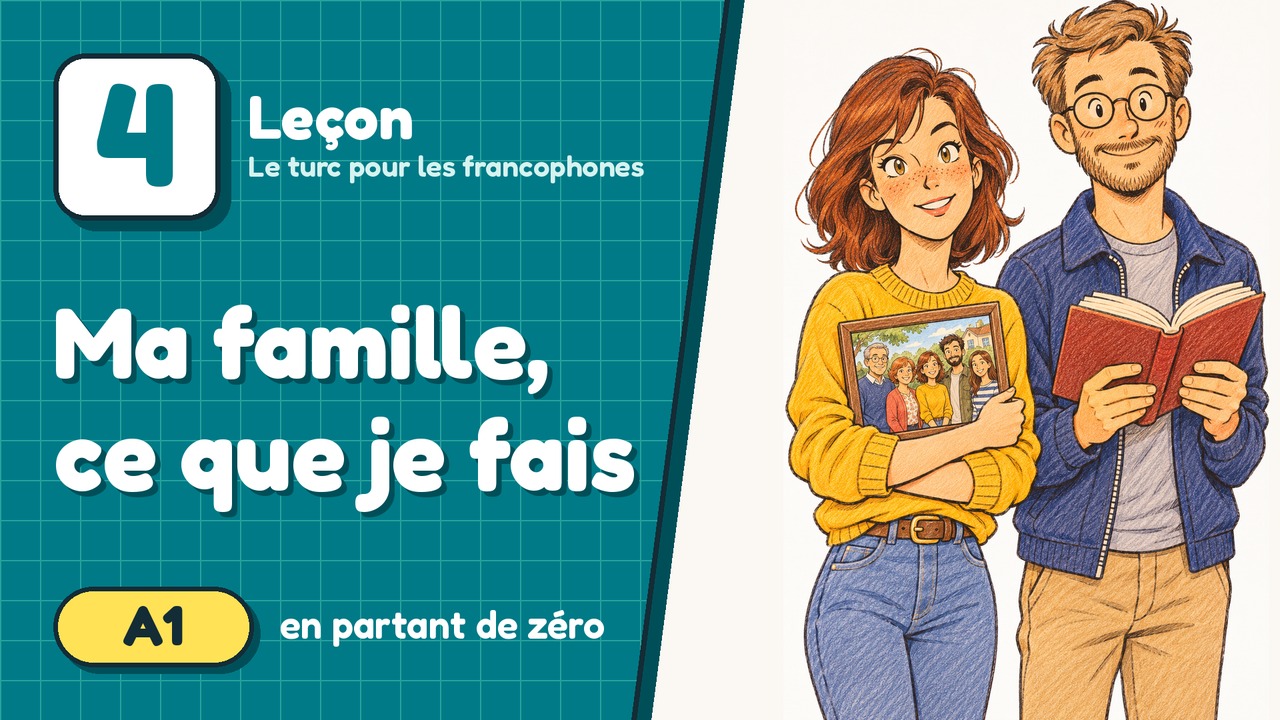 4
Leçon
Le turc pour les francophones
Ma famille,
ce que je fais
A1
en partant de zéro